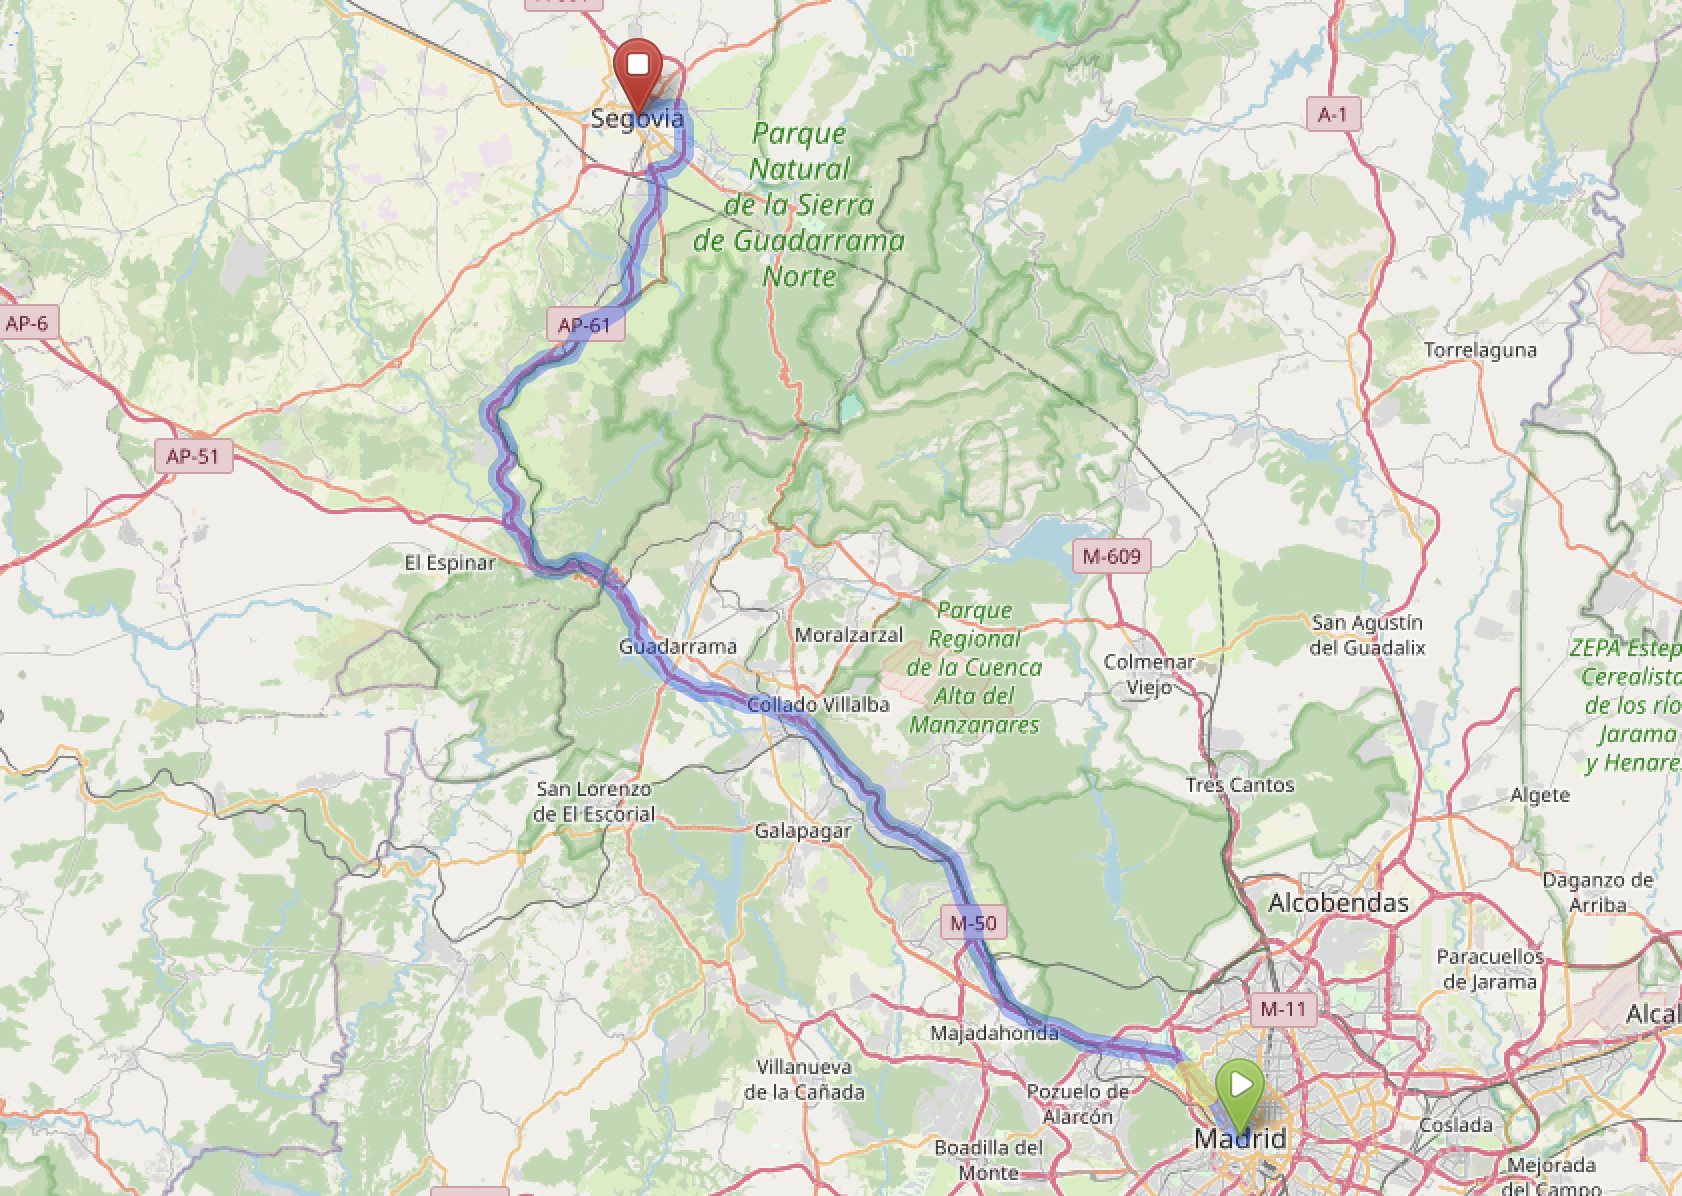 Segovia
Parque
Natural
de la Sierra
de Guadarrama
Norte
A-1
AP-6
AP-61
Torrelaguna
AP-51
El Espinar
M-609
Guadarrama
Moralzarzal
Parque
Regional
de la Cuenca
Alta del
Manzanares
San Agustín
del Guadalix
Colmenar
Viejo
ZEPA Estep
Cerealista
de los río
Jarama
y Henare
Collado Villalba
San Lorenzo
de El Escorial
Tres Cantos
Algete
Galapagar
M-50
Alcobendas
Daganzo de
Arriba
Paracuellos
de Jarama
M-11
Alcal
Majadahonda
Villanueva
de la Cañada
Pozuelo de
Alarcón
Madrid
Coslada
Boadilla del
Monte
Mejorada
del Campo